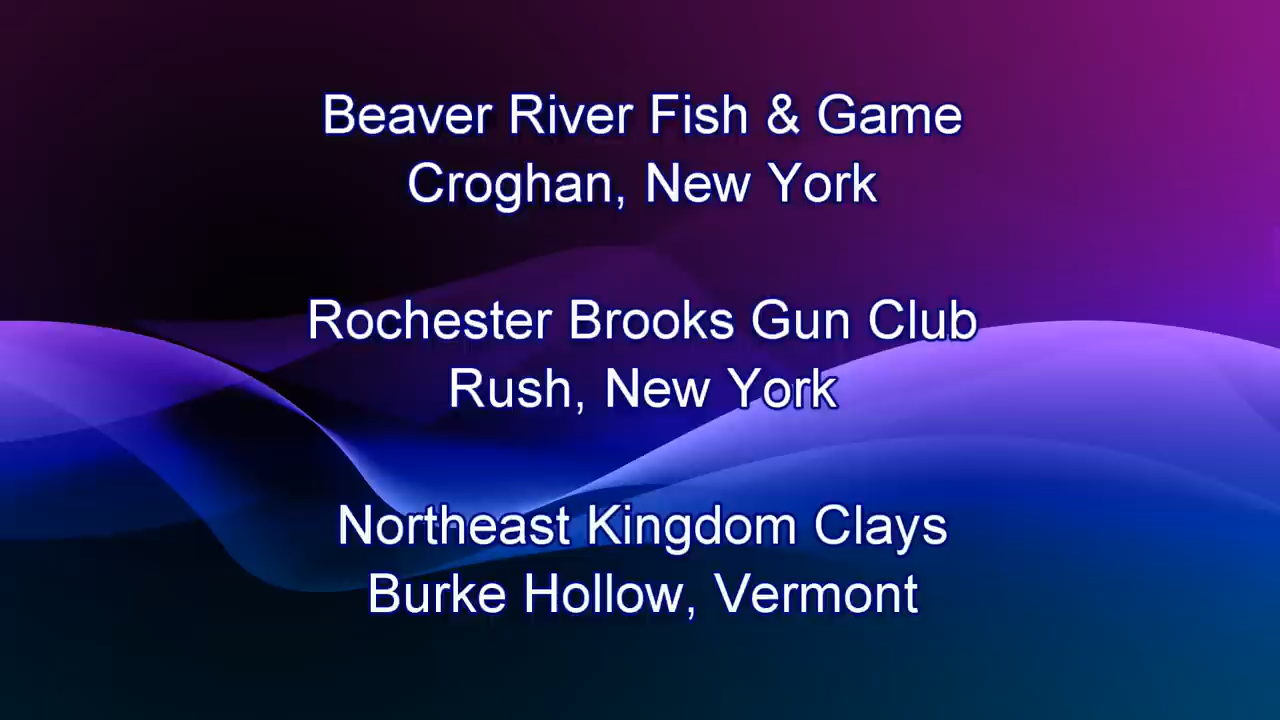 Beaver River Fish & Game
Croghan, New York
Rochester Brooks Gun Club
Rush, New York
Northeast Kingdom Clays
Burke Hollow, Vermont